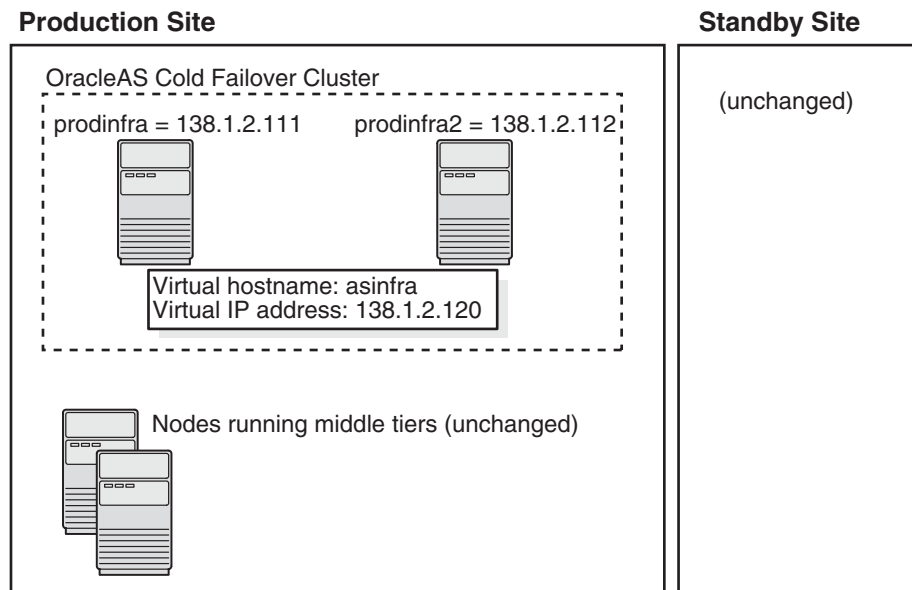 Production Site
Standby Site
OracleAS Cold Failover Cluster
prodinfra = 138.1.2.111
prodinfra2 = 138.1.2.112
Virtual hostname: asinfra
Virtual IP address: 138.1.2.120
Nodes running middle tiers (unchanged)
(unchanged)